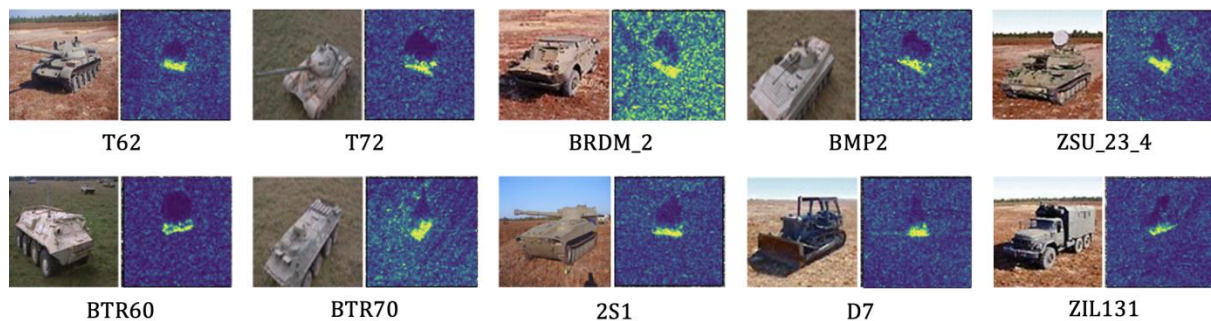 T62 T72 BRDM_2 BMP2 ZSU_23_4
BTR60 BTR70 2S1 D7 ZIL131